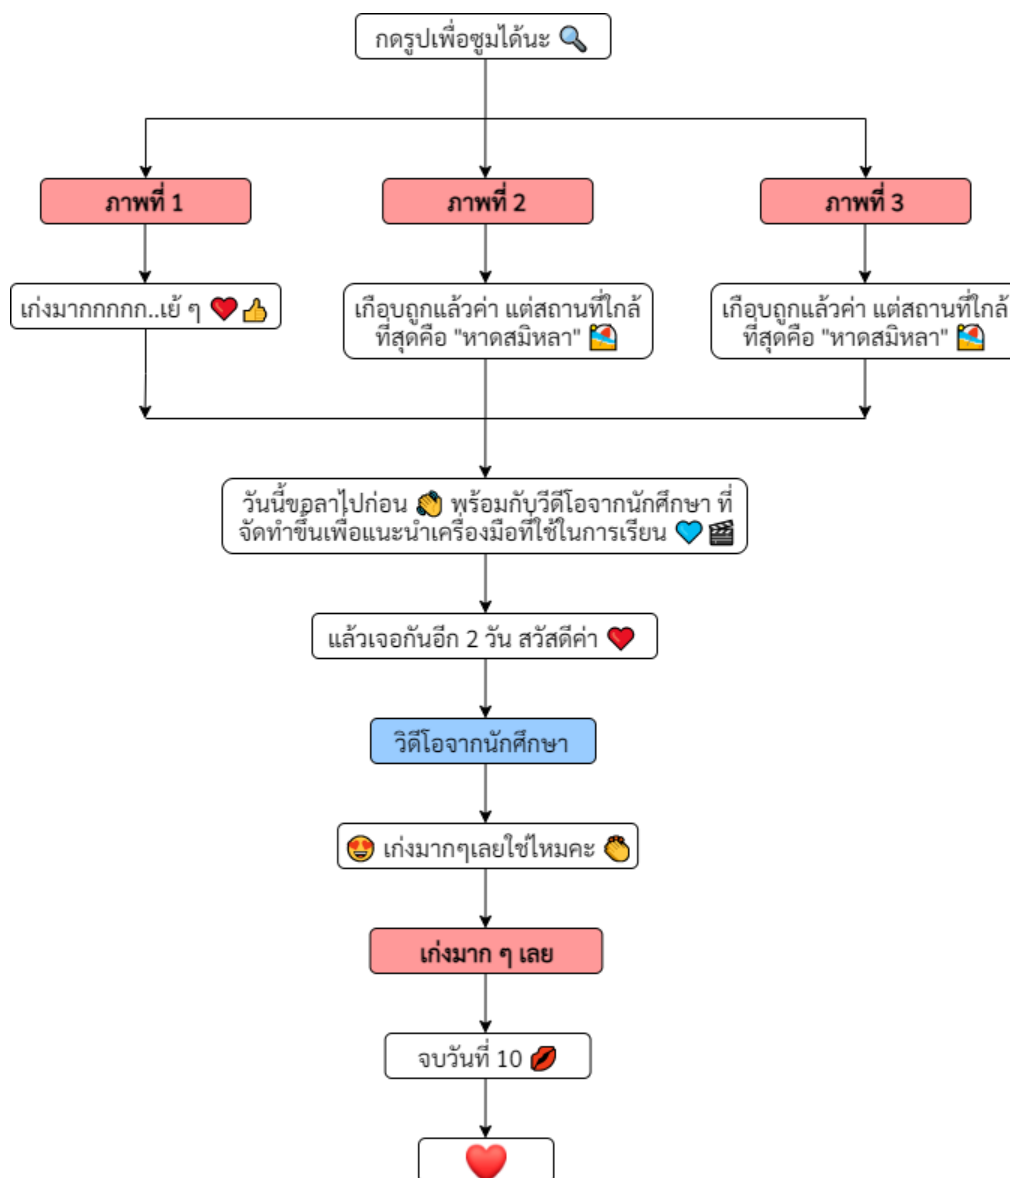 กดรูปเพื่อซูมได้นะ 🔍
ภาพที่ 1
ภาพที่ 2
ภาพที่ 3
เก่งมากกกกก..เย้ ๆ ❤️👍
เกือบถูกแล้วค่า แต่สถานที่ใกล้
ที่สุดคือ "หาดสมิหลา" 🏖️
เกือบถูกแล้วค่า แต่สถานที่ใกล้
ที่สุดคือ "หาดสมิหลา" 🏖️
วันนี้ขอลาไปก่อน 👋 พร้อมกับวีดีโอจากนักศึกษา ที่
จัดทำขึ้นเพื่อแนะนำเครื่องมือที่ใช้ในการเรียน 💙🎬
แล้วเจอกันอีก 2 วัน สวัสดีค่า ❤️
วิดีโอจากนักศึกษา
😍 เก่งมากๆเลยใช่ไหมคะ 👏
เก่งมาก ๆ เลย
จบวันที่ 10 💋
❤️